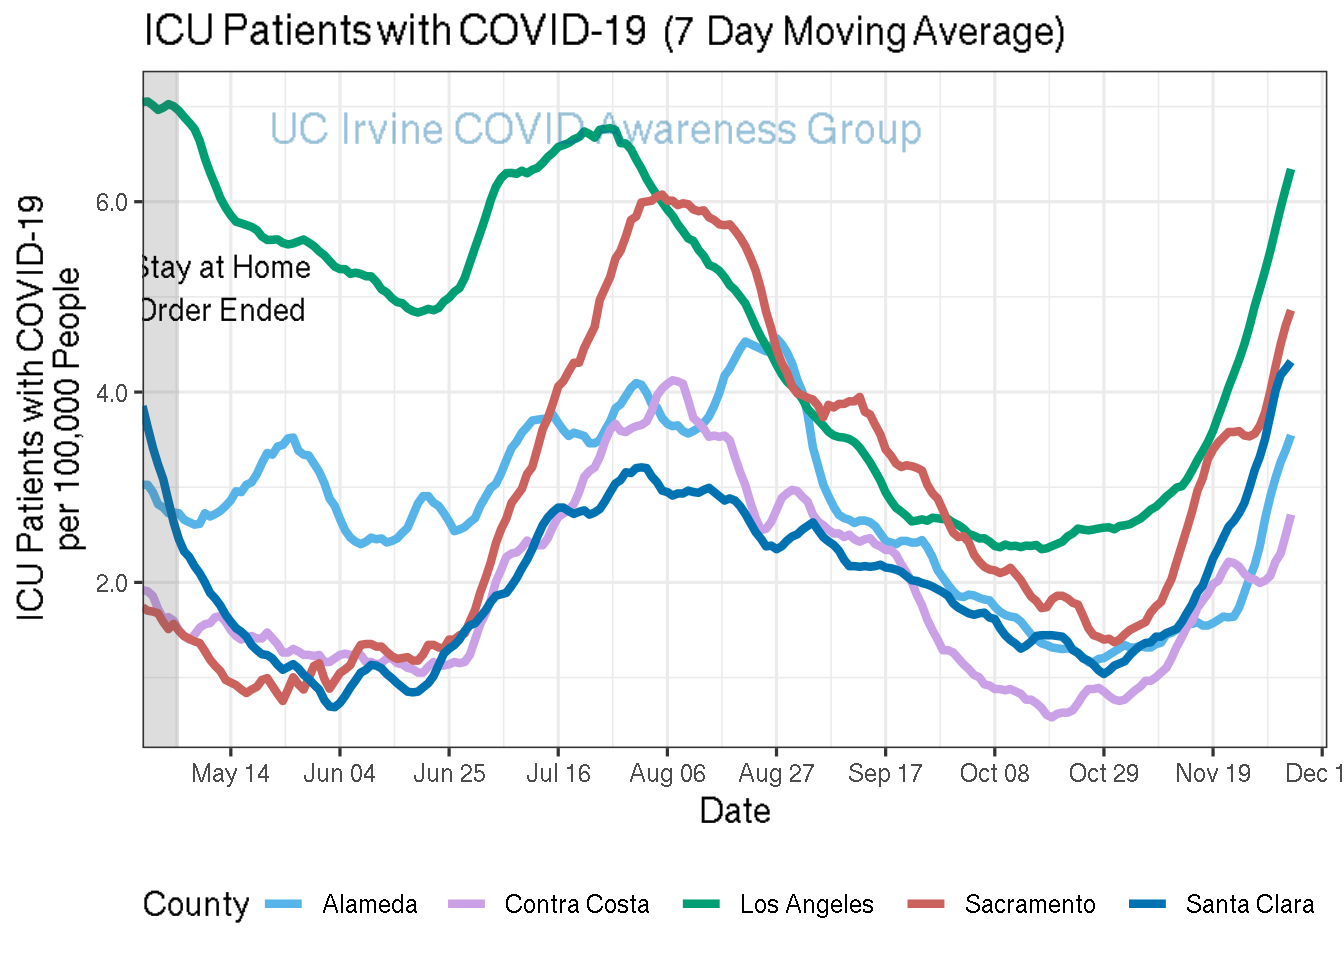 ICU Patients with COVID-19 (7 Day Moving Average)
UC Irvine COVID Awareness Group
ICU Patients with COVID-19
per 100,000 People
6.0
4.0
2.0
Stay at Home
Order Ended
May 14 Jun 04 Jun 25 Jul 16 Aug 06 Aug 27 Sep 17 Oct 08 Oct 29 Nov 19 Dec 1
Date
County Alameda Contra Costa Los Angeles Sacramento Santa Clara